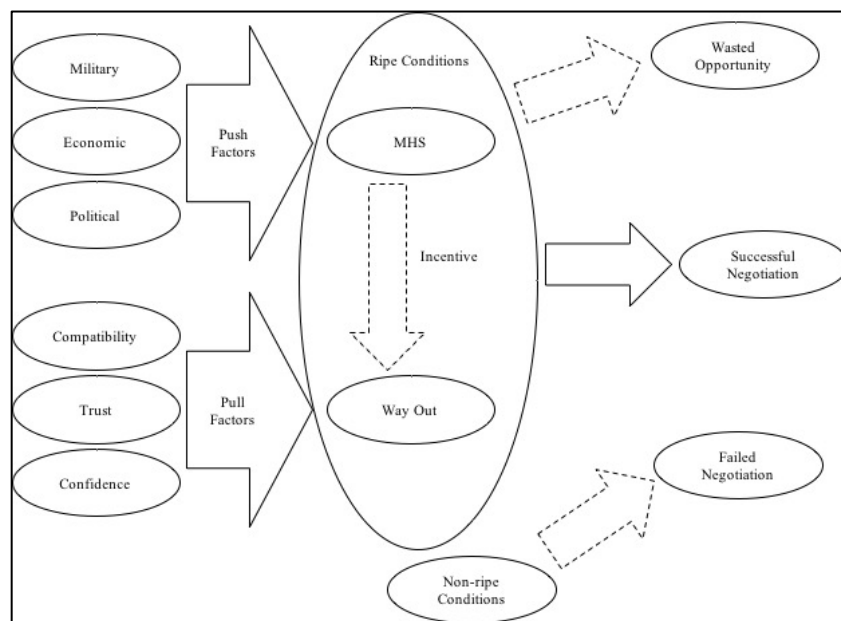 Military
Economic
Political
Push
Factors
Compatibility
Trust
Confidence
Pull
Factors
Ripe Conditions
MHS
Incentive
Way Out
Non-ripe
Conditions
Wasted
Opportunity
Successful
Negotiation
Failed
Negotiation